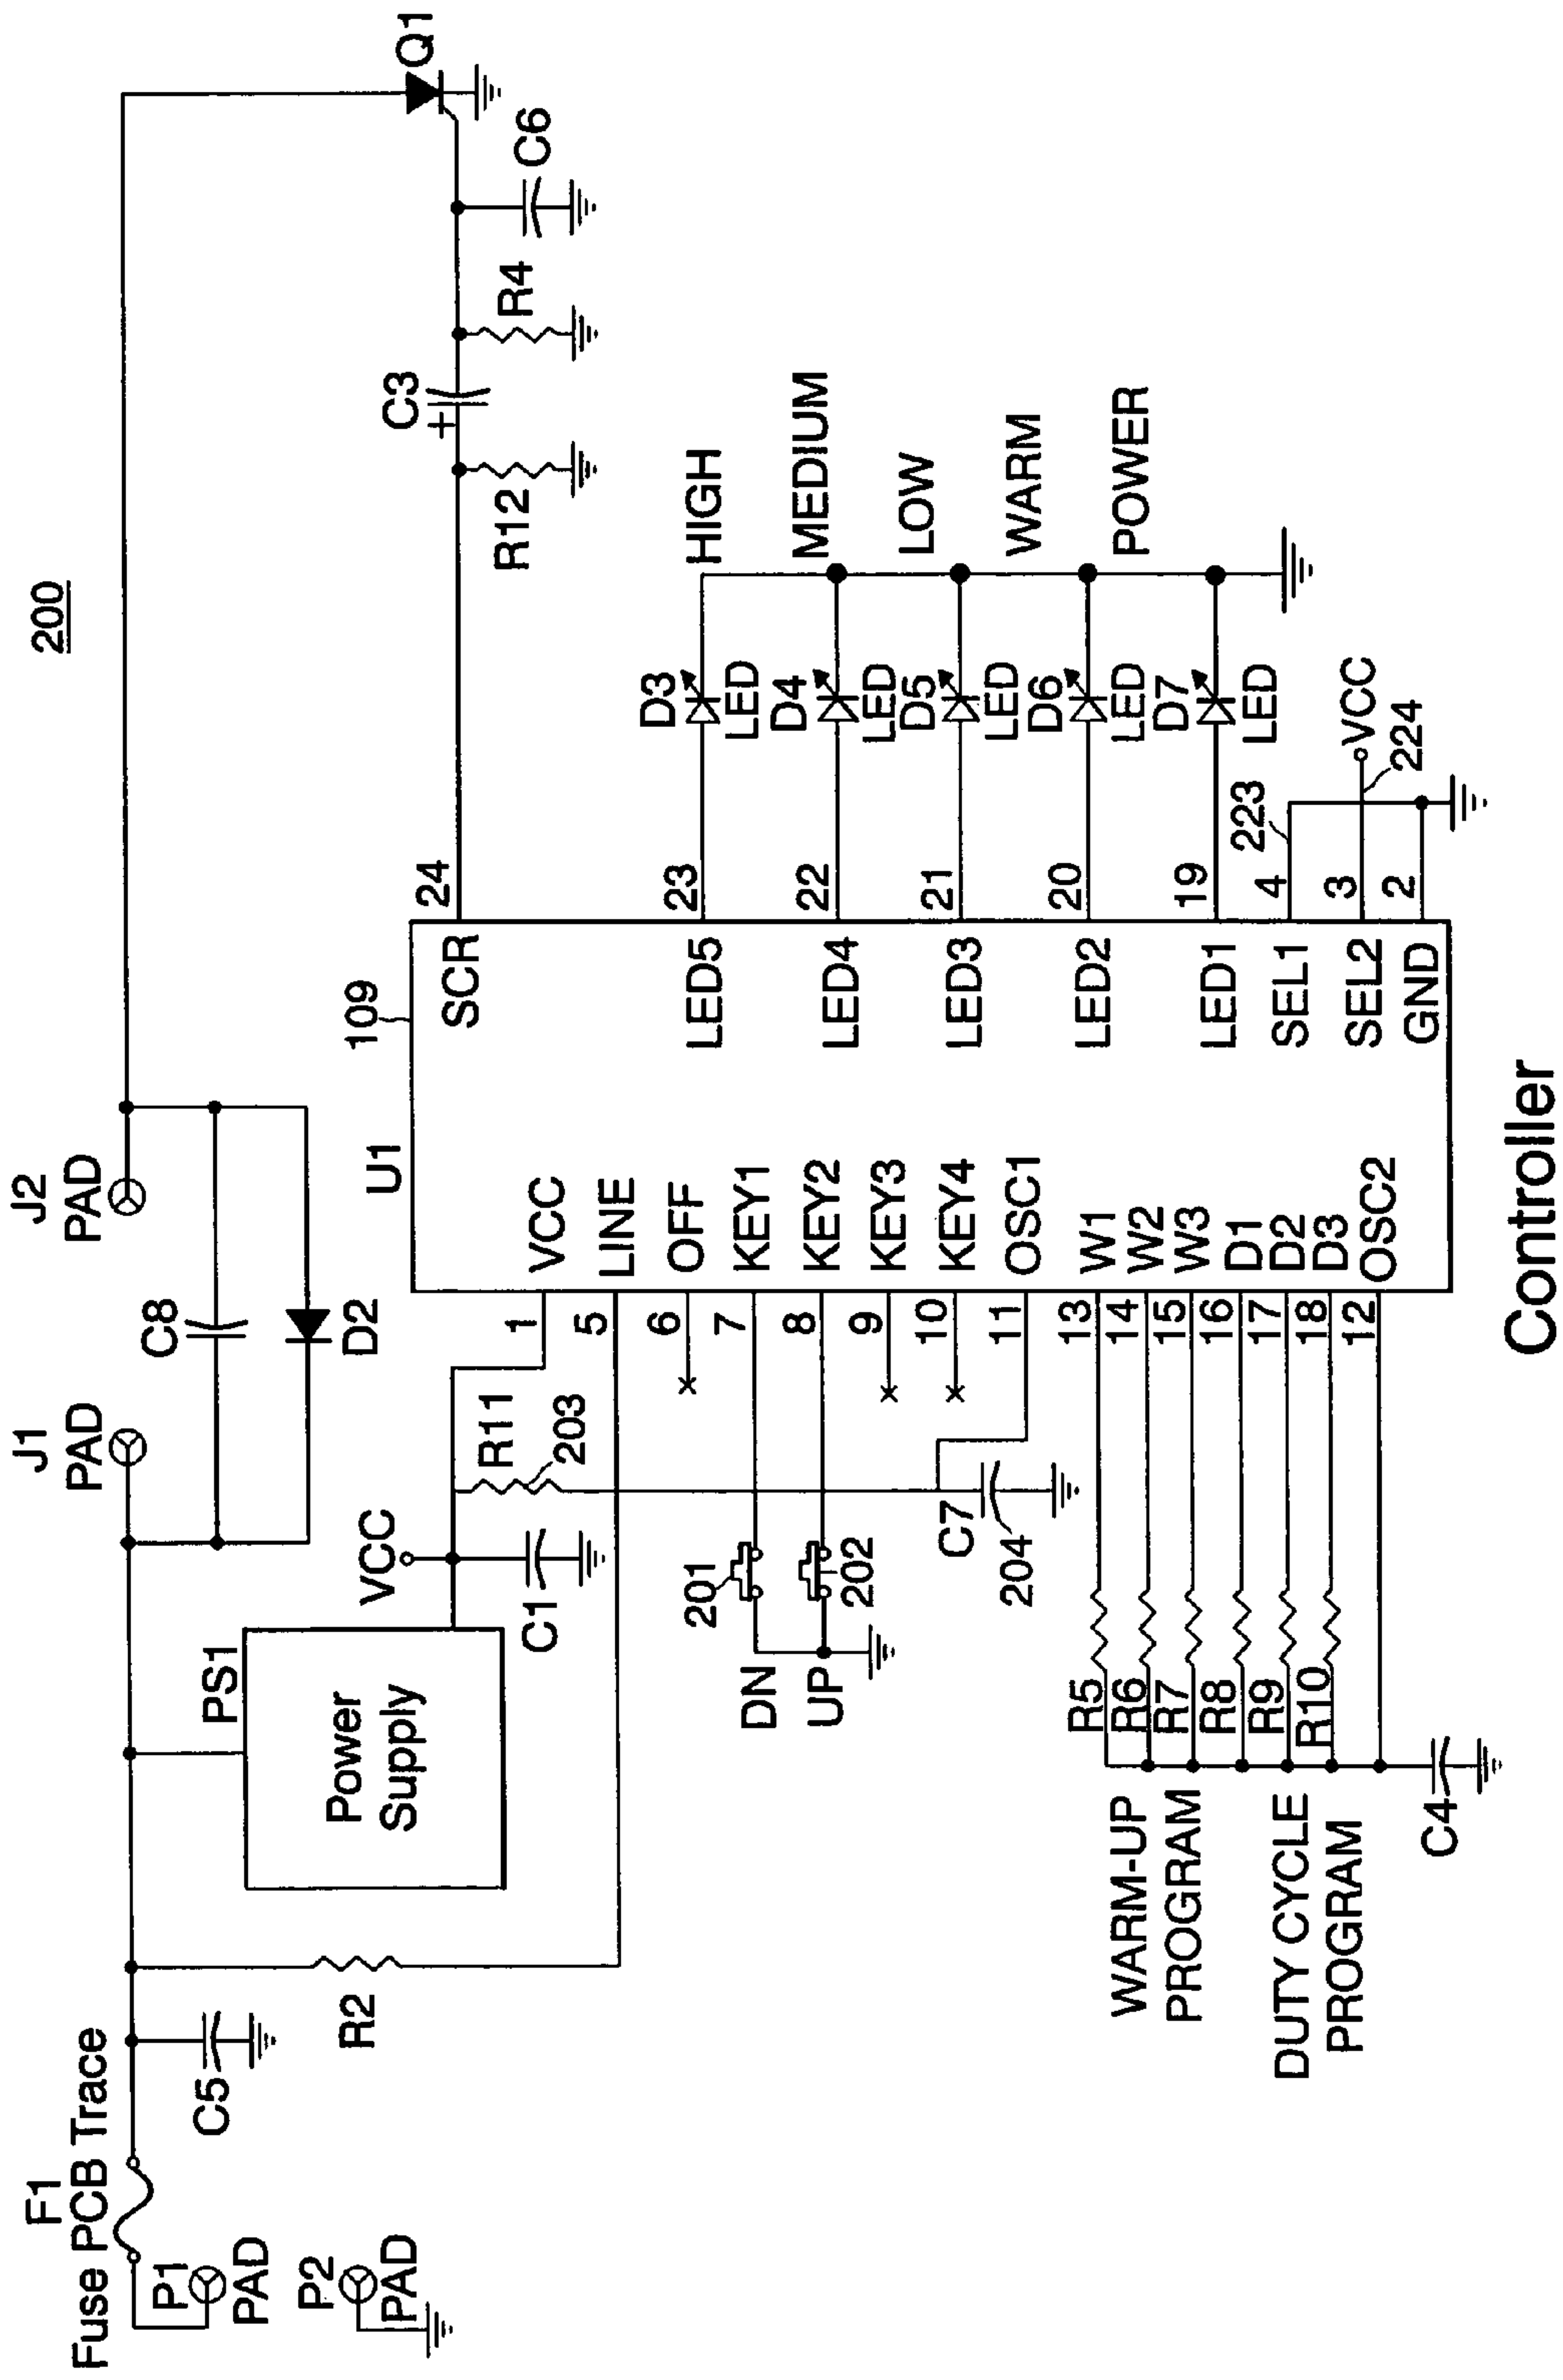 200
F1
Fuse PCB Trace
P1
PAD
P2
PAD
C5
R2
PS1
Power
Supply
VCC
C1
J1
PAD
J2
PAD
C8
D2
R11
203
C7
204
201
DN
202
UP
U1
109
1
VCC
5
LINE
6
OFF
7
KEY1
8
KEY2
9
KEY3
10
KEY4
11
OSC1
13
W1
14
W2
15
W3
16
D1
17
D2
18
D3
12
OSC2
R5
R6
R7
R8
R9
R10
WARM-UP
PROGRAM
DUTY CYCLE
PROGRAM
C4
SCR
24
LED5
23
LED4
22
LED3
21
LED2
20
LED1
19
SEL1
4
SEL2
3
GND
2
223
224
VCC
R12
+
C3
R4
C6
Q1
D3
LED
HIGH
D4
LED
MEDIUM
D5
LED
LOW
D6
LED
WARM
D7
LED
POWER
Controller